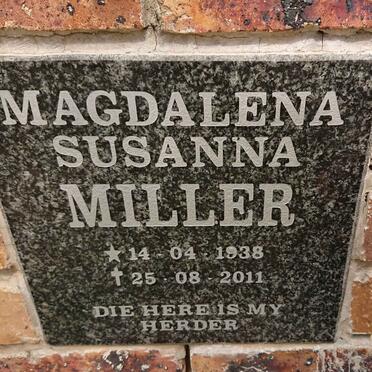 MAGDALENA
SUSANNA
MILLER
★ 14 - 04 - 1938
✝ 25 - 08 - 2011
DIE HERE IS MY
HERDER